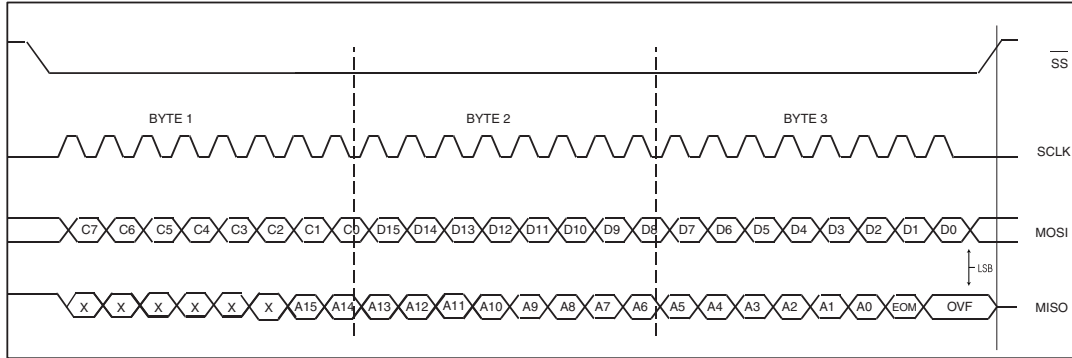 SS
BYTE 1 BYTE 2 BYTE 3
SCLK
C7 C6 C5 C4 C3 C2 C1 C0 D15 D14 D13 D12 D11 D10 D9 D8 D7 D6 D5 D4 D3 D2 D1 D0 MOSI
LSB
X X X X X X A15 A14 A13 A12 A11 A10 A9 A8 A7 A6 A5 A4 A3 A2 A1 A0 EOM OVF MISO